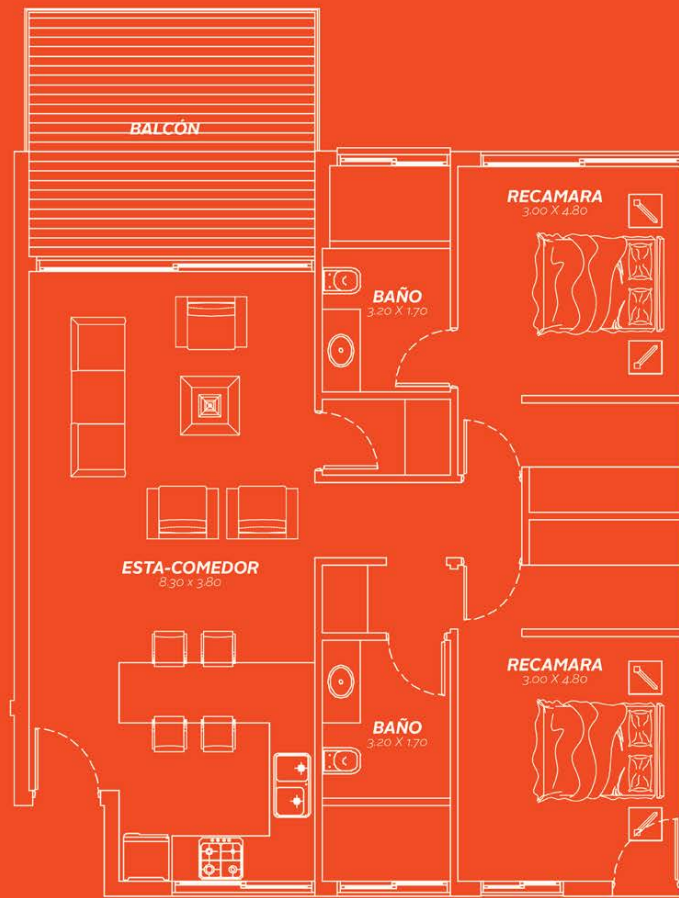 BALCÓN
RECAMARA
3.00 X 4.80
BAÑO
3.20 X 1.70
ESTA-COMEDOR
8.30 x 3.80
RECAMARA
3.00 X 4.80
BAÑO
3.20 X 1.70